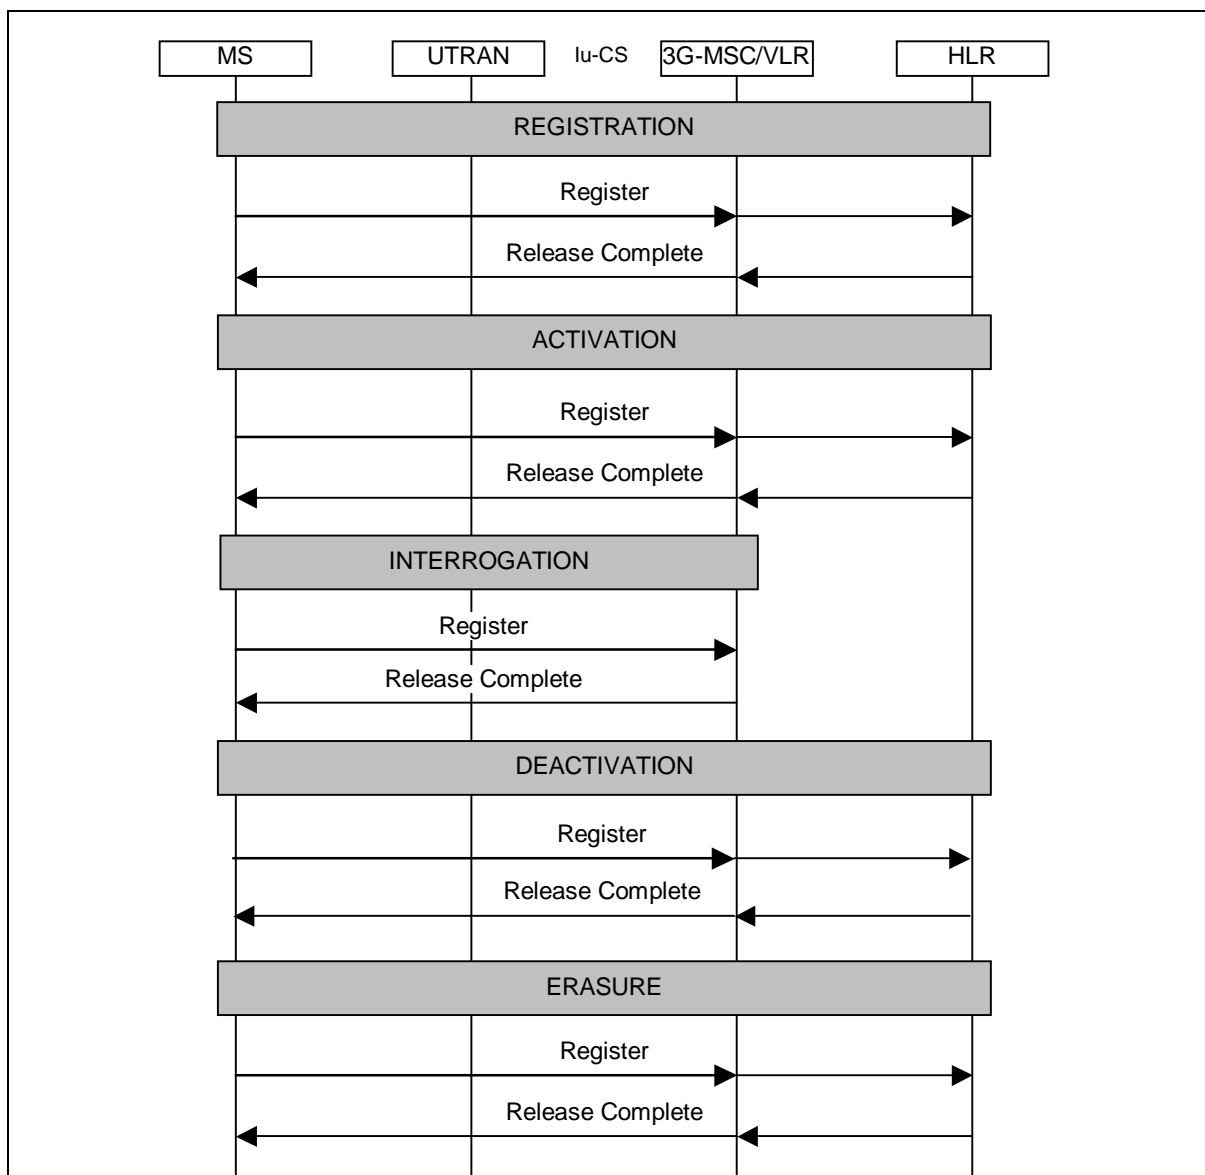 MS UTRAN Iu-CS 3G-MSC/VLR HLR
REGISTRATION
Register
Release Complete
ACTIVATION
Register
Release Complete
INTERROGATION
Register
Release Complete
DEACTIVATION
Register
Release Complete
ERASURE
Register
Release Complete